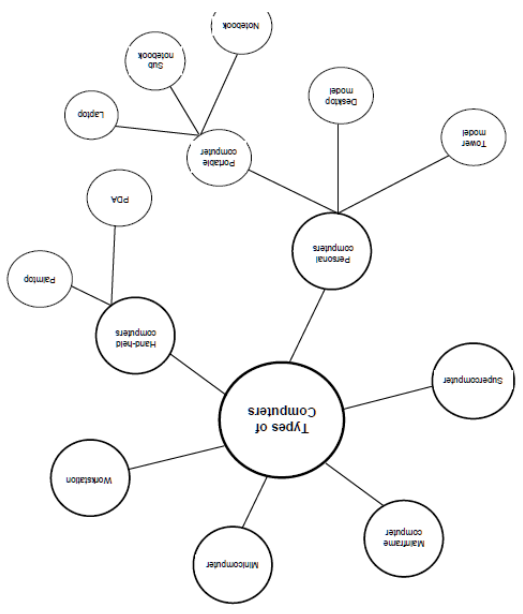 Minicomputer
Mainframe
computer
Workstation
Types of
Computers
Supercomputer
Hand-held
computers
Palmtop
Personal
computers
PDA
Portable
computer
Tower
model
Laptop
Desktop
model
Sub
notebook
Notebook